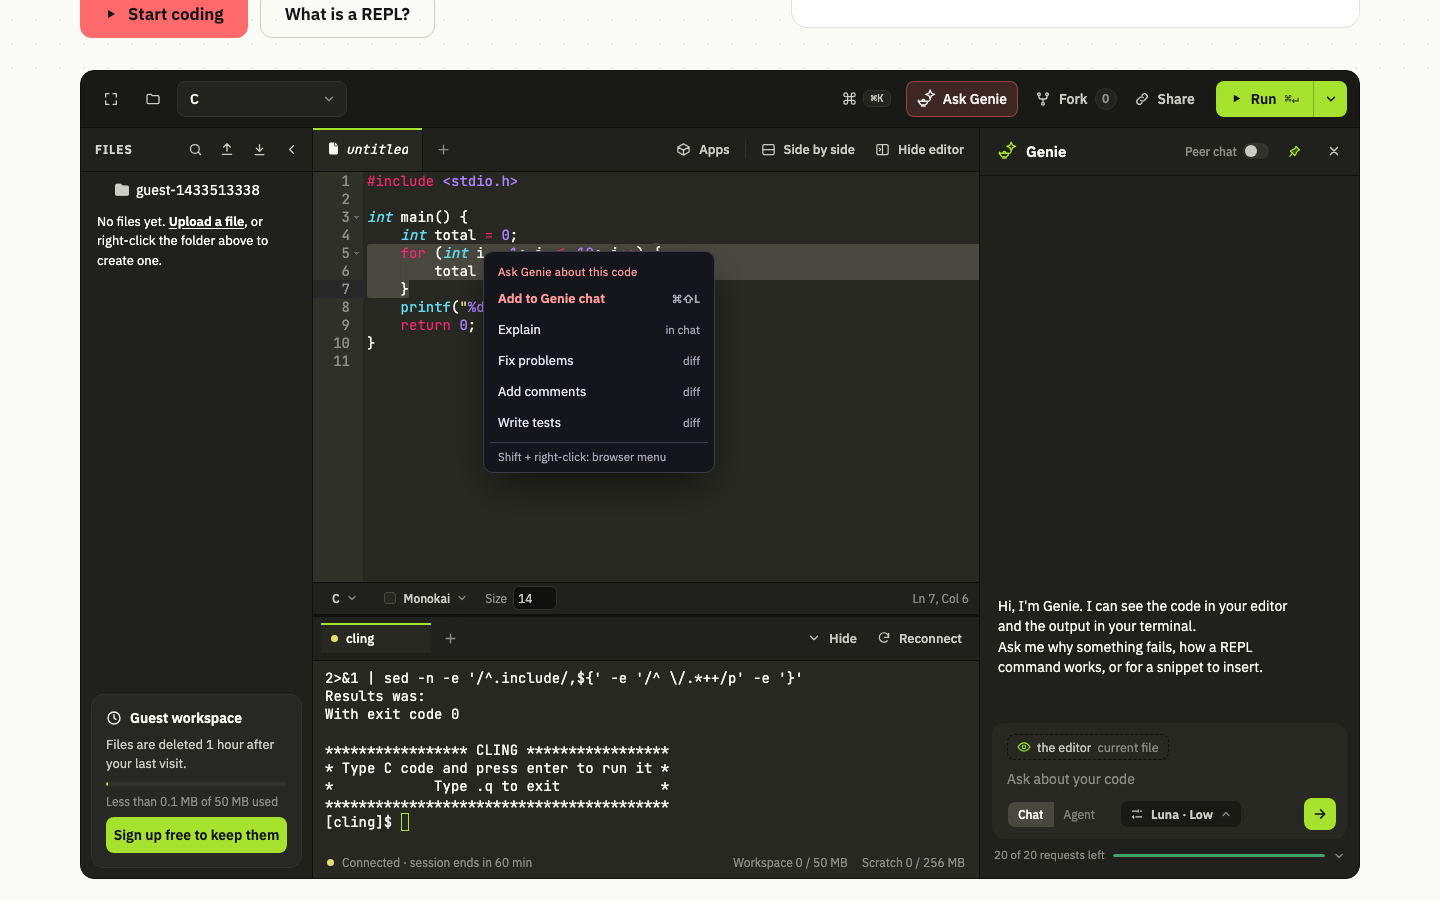 Start coding
What is a REPL?
C
⌘K
Ask Genie
Fork 0
Share
Run ⌘↵
FILES
untitled
Apps
Side by side
Hide editor
Genie
Peer chat
guest-1433513338
No files yet. Upload a file, or
right-click the folder above to
create one.
1 #include <stdio.h>
2
3 int main() {
4 int total = 0;
5 for (int i
6 total
7 }
8 printf("%d
9 return 0;
10 }
11
Ask Genie about this code
Add to Genie chat ⌘⇧L
Explain in chat
Fix problems diff
Add comments diff
Write tests diff
Shift + right-click: browser menu
C Monokai Size 14 Ln 7, Col 6
cling
Hide
Reconnect
2>&1 | sed -n -e '/^.include/,${' -e '/^ \/.*++/p' -e '}'
Results was:
With exit code 0
***************** CLING *****************
* Type C code and press enter to run it *
* Type .q to exit *
*****************************************
[cling]$
Connected · session ends in 60 min
Workspace 0 / 50 MB Scratch 0 / 256 MB
Guest workspace
Files are deleted 1 hour after
your last visit.
Less than 0.1 MB of 50 MB used
Sign up free to keep them
Hi, I'm Genie. I can see the code in your editor
and the output in your terminal.
Ask me why something fails, how a REPL
command works, or for a snippet to insert.
the editor current file
Ask about your code
Chat Agent Luna · Low
20 of 20 requests left